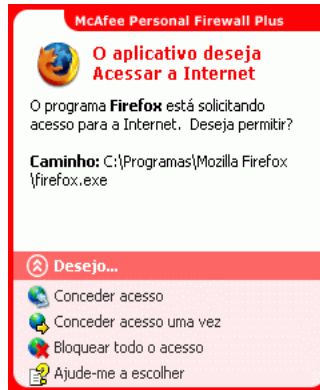 McAfee Personal Firewall Plus
O aplicativo deseja
Acessar a Internet
O programa Firefox está solicitando
acesso para a Internet. Deseja permitir?
Caminho: C:\Programas\Mozilla Firefox
\firefox.exe
Desejo...
Conceder acesso
Conceder acesso uma vez
Bloquear todo o acesso
Ajude-me a escolher